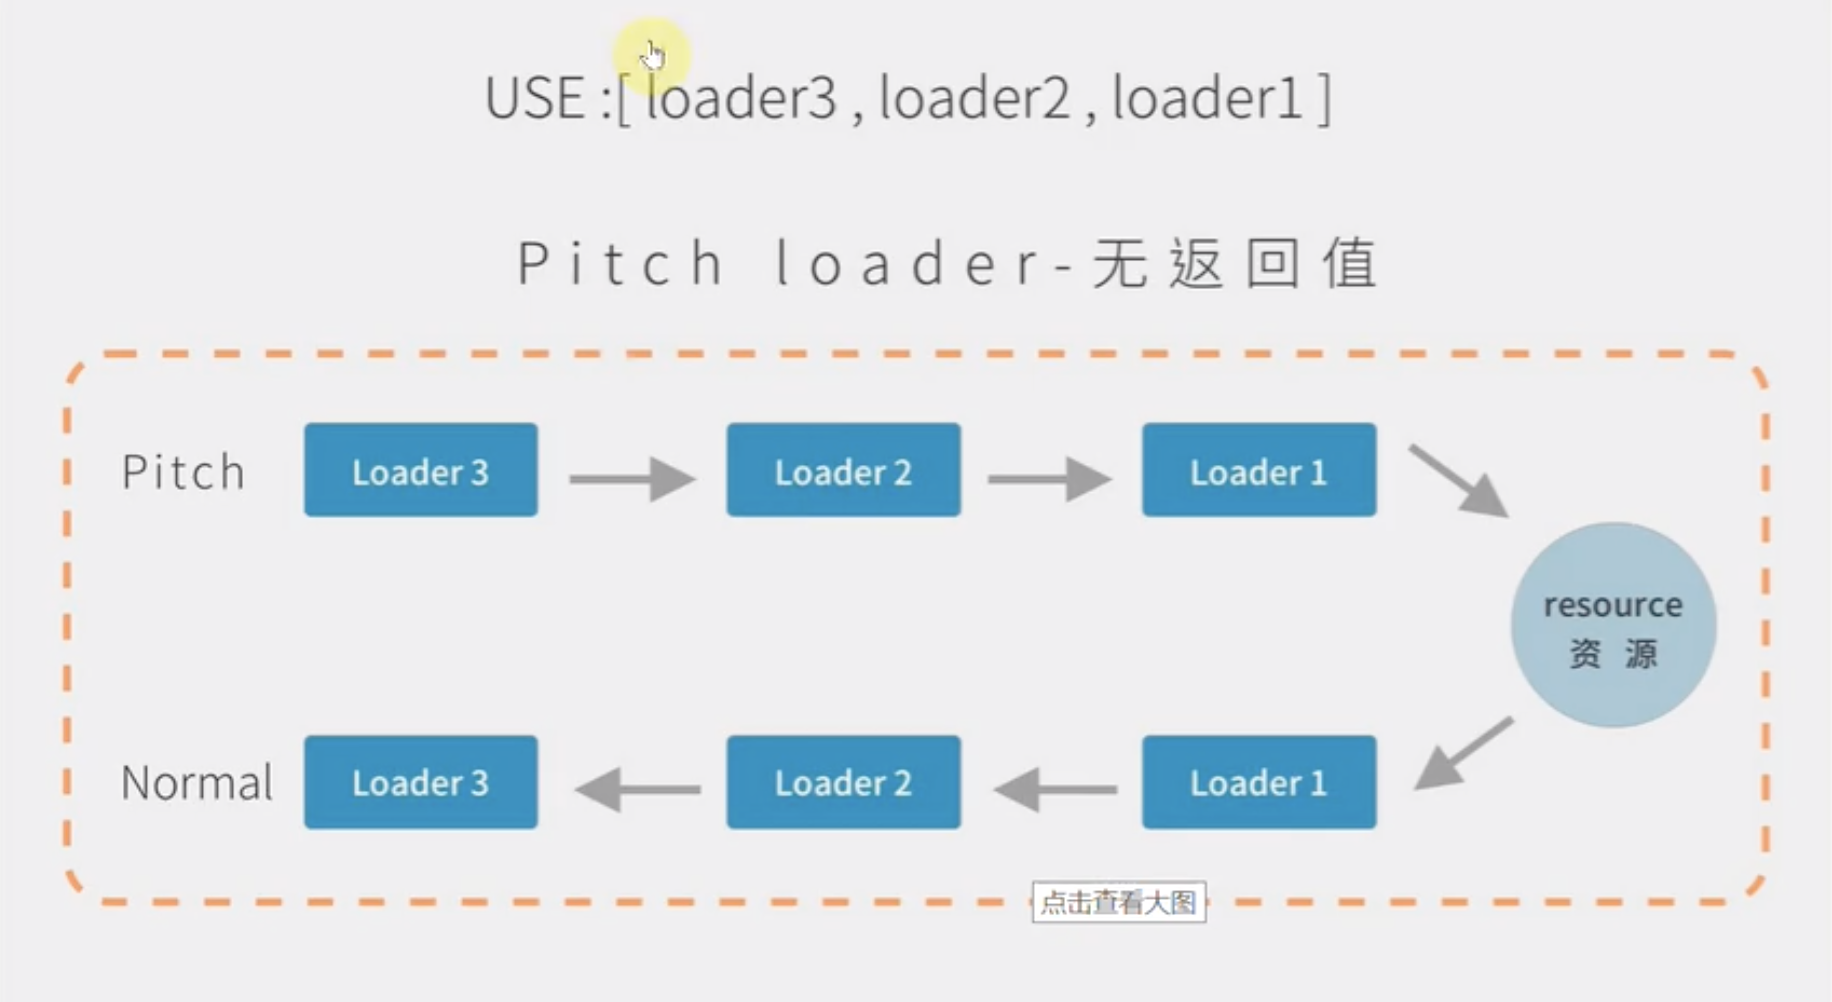 USE :[ loader3 , loader2 , loader1 ]
Pitch loader-无返回值
Pitch
Loader 3
Loader 2
Loader 1
resource
资 源
Normal
Loader 3
Loader 2
Loader 1
点击查看大图